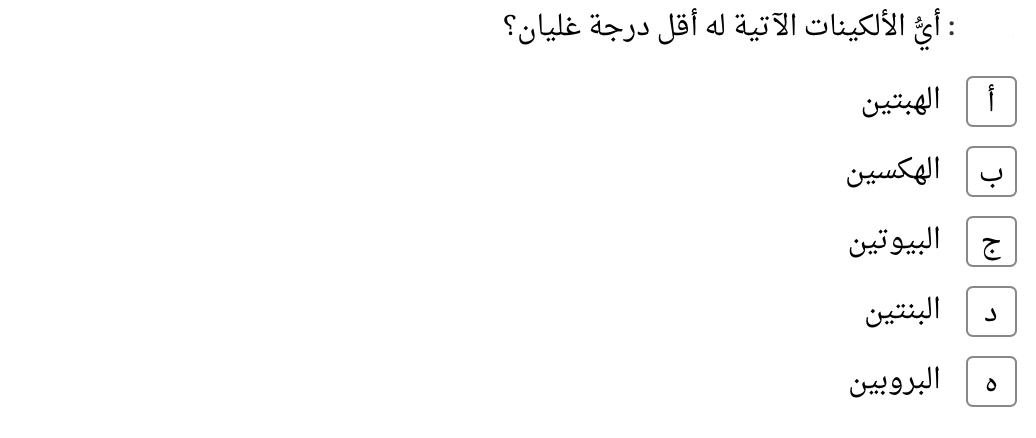 : أيُّ الألكينات الآتية له أقل درجة غليان؟
أ الهبتين
ب الهكسين
ج البيوتين
د البنتين
ه البروبين